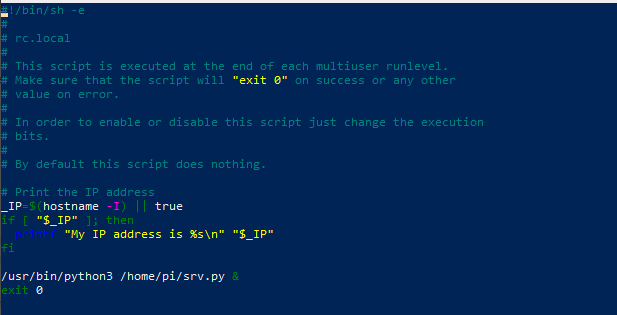 #!/bin/sh -e
#
# rc.local
#
# This script is executed at the end of each multiuser runlevel.
# Make sure that the script will "exit 0" on success or any other
# value on error.
#
# In order to enable or disable this script just change the execution
# bits.
#
# By default this script does nothing.

# Print the IP address
_IP=$(hostname -I) || true
if [ "$_IP" ]; then
  printf "My IP address is %s\n" "$_IP"
fi

/usr/bin/python3 /home/pi/srv.py &
exit 0